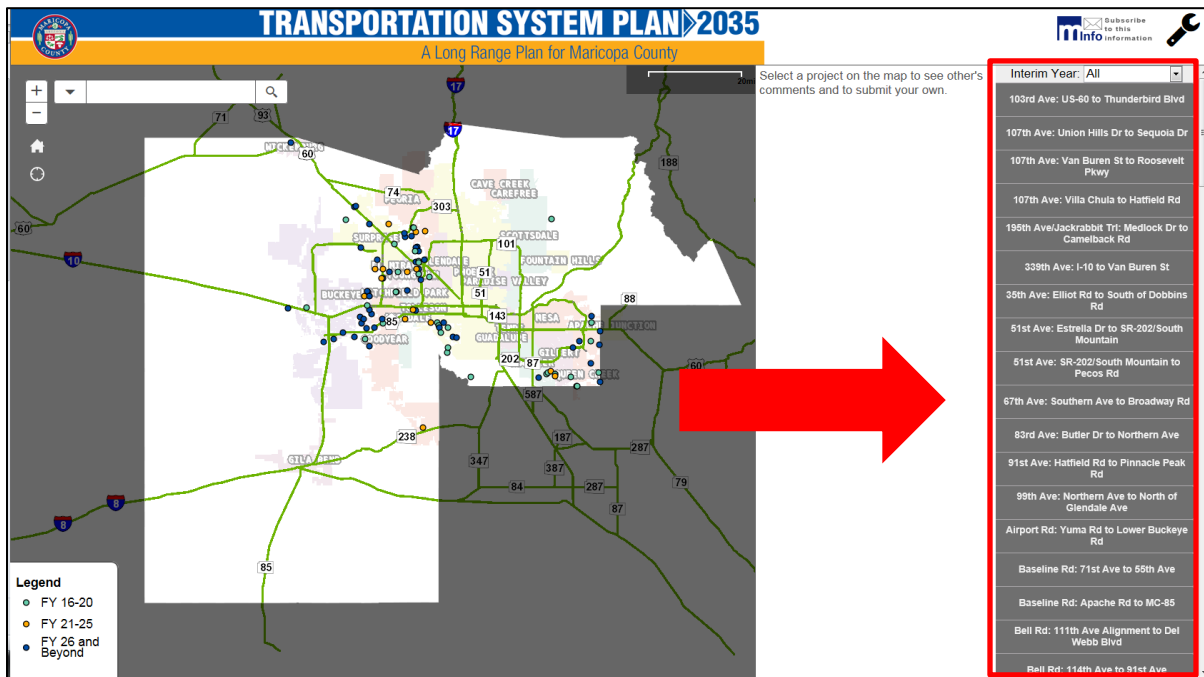 TRANSPORTATION SYSTEM PLAN 2035
A Long Range Plan for Maricopa County
MARICOPA
COUNTY
m Info
Subscribe
to this
information
+
−
Select a project on the map to see other's
comments and to submit your own.
Interim Year: All
103rd Ave: US-60 to Thunderbird Blvd
107th Ave: Union Hills Dr to Sequoia Dr
107th Ave: Van Buren St to Roosevelt
Pkwy
107th Ave: Villa Chula to Hatfield Rd
195th Ave/Jackrabbit Trl: Medlock Dr to
Camelback Rd
339th Ave: I-10 to Van Buren St
35th Ave: Elliot Rd to South of Dobbins
Rd
51st Ave: Estrella Dr to SR-202/South
Mountain
51st Ave: SR-202/South Mountain to
Pecos Rd
67th Ave: Southern Ave to Broadway Rd
83rd Ave: Butler Dr to Northern Ave
91st Ave: Hatfield Rd to Pinnacle Peak
Rd
99th Ave: Northern Ave to North of
Glendale Ave
Airport Rd: Yuma Rd to Lower Buckeye
Rd
Baseline Rd: 71st Ave to 55th Ave
Baseline Rd: Apache Rd to MC-85
Bell Rd: 111th Ave Alignment to Del
Webb Blvd
Bell Rd: 114th Ave to 91st Ave
17
71
93
17
60
188
74
CAVE CREEK
CAREFREE
PEORIA
303
60
SURPRISE
SCOTTSDALE
101
10
FOUNTAIN HILLS
51
PARADISE VALLEY
BUCKEYE
51
88
143
MESA
85
APACHE JUNCTION
GOODYEAR
GUADALUPE
GILBERT
202
87
60
QUEEN CREEK
587
238
187
287
GILA BEND
347
387
79
84
287
8
8
87
85
Legend
FY 16-20
FY 21-25
FY 26 and
Beyond